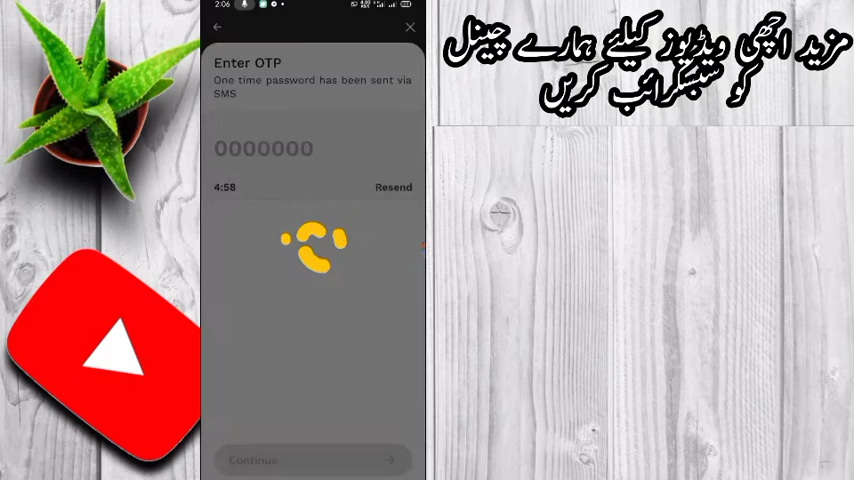 2:06
Enter OTP
One time password has been sent via
SMS
0000000
4:58 Resend
Continue
مزید اچھی ویڈیوز کیلئے ہمارے چینل
کو سبسکرائب کریں